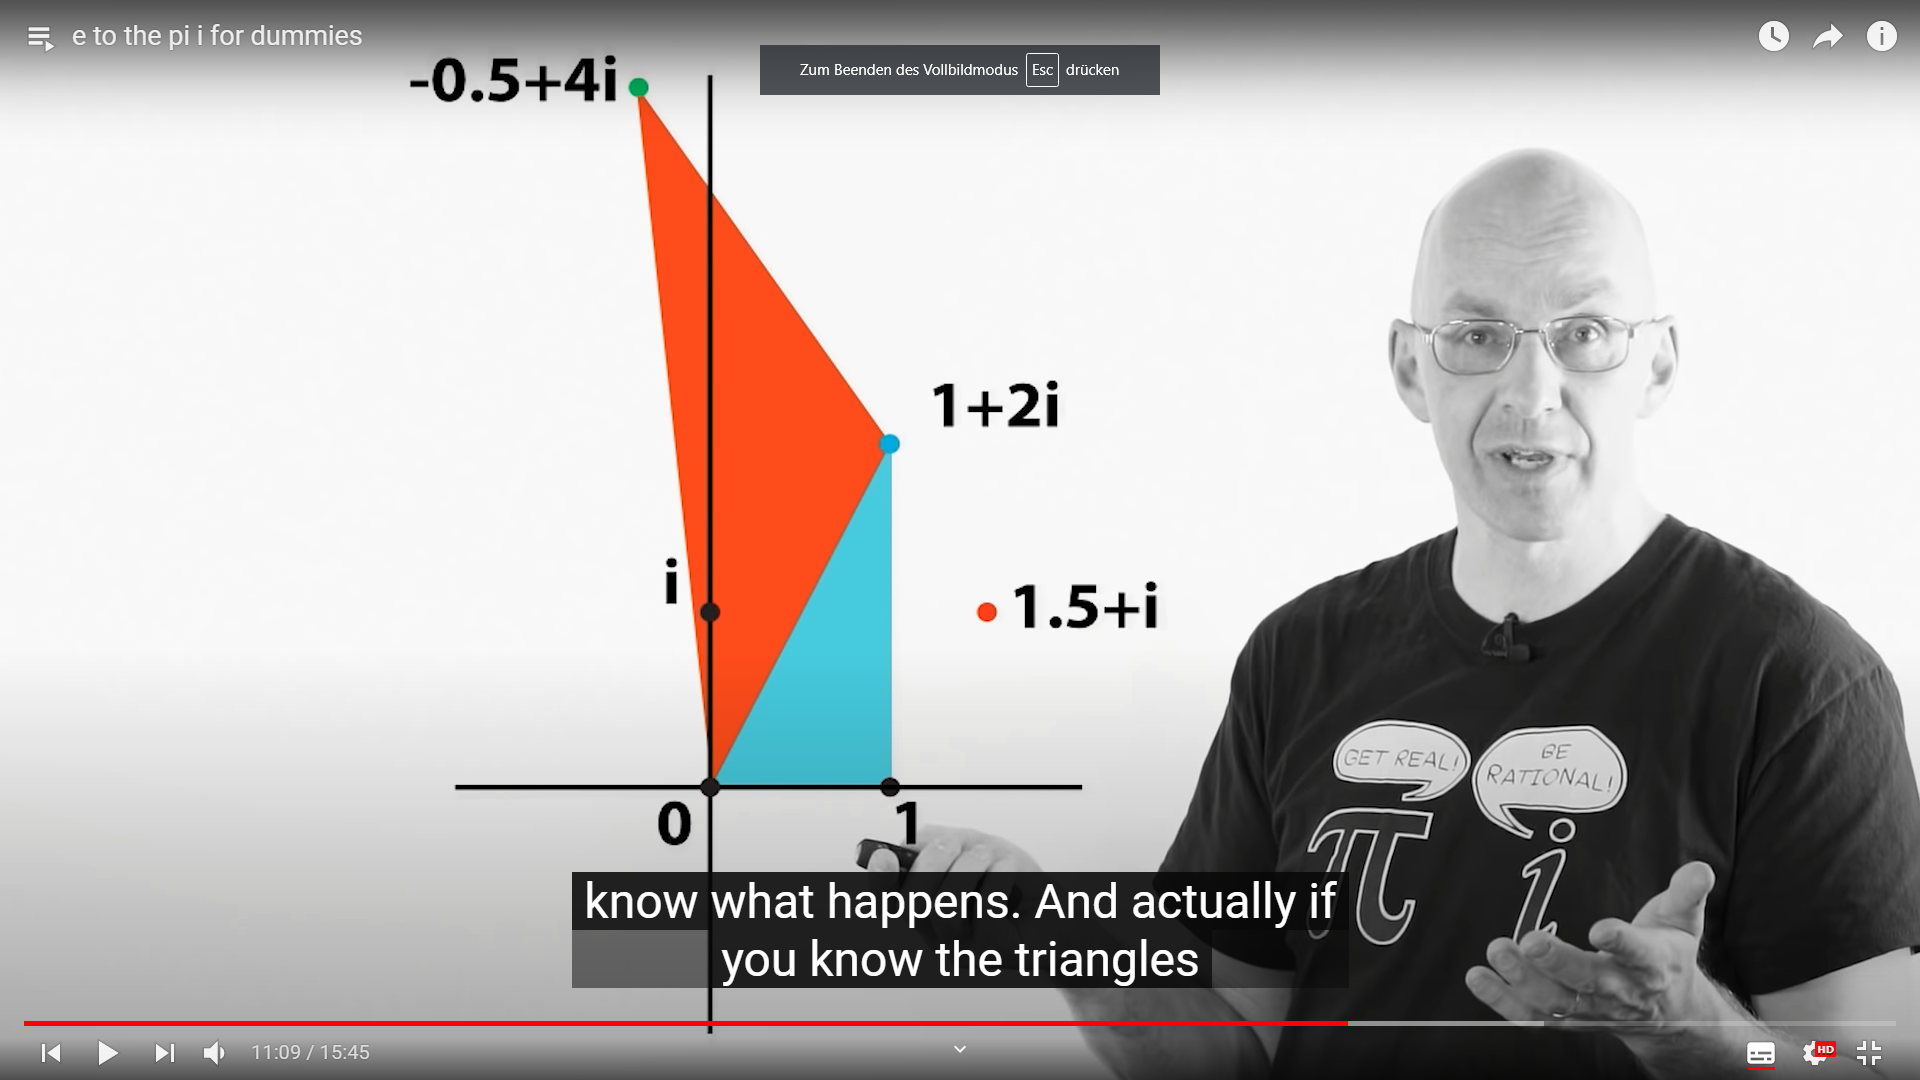 e to the pi i for dummies
Zum Beenden des Vollbildmodus Esc drücken
-0.5+4i
1+2i
i
1.5+i
0
1
GET REAL!
BE
RATIONAL!
π
i
know what happens. And actually if
you know the triangles
11:09 / 15:45
HD